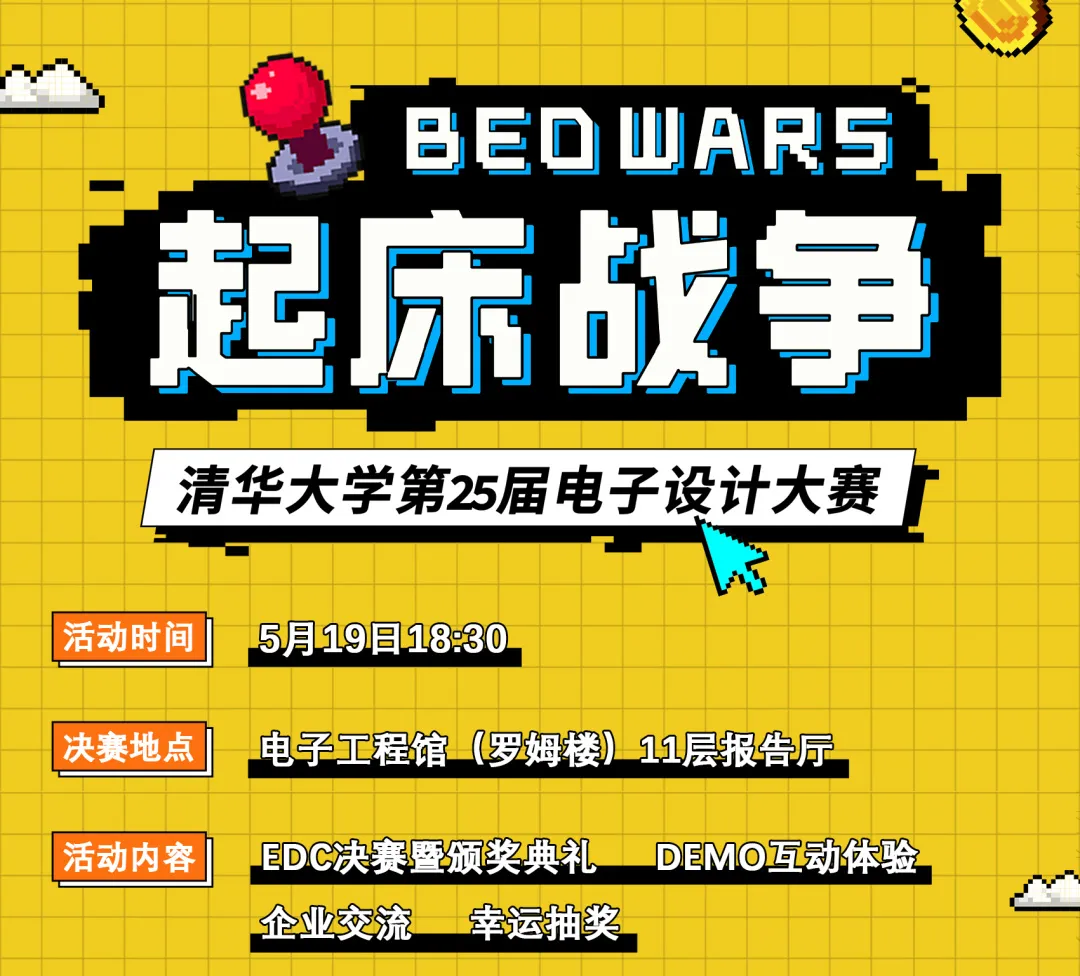 BED WARS
起床战争
清华大学第25届电子设计大赛
活动时间 5月19日18:30
决赛地点 电子工程馆（罗姆楼）11层报告厅
活动内容 EDC决赛暨颁奖典礼 DEMO互动体验
企业交流 幸运抽奖